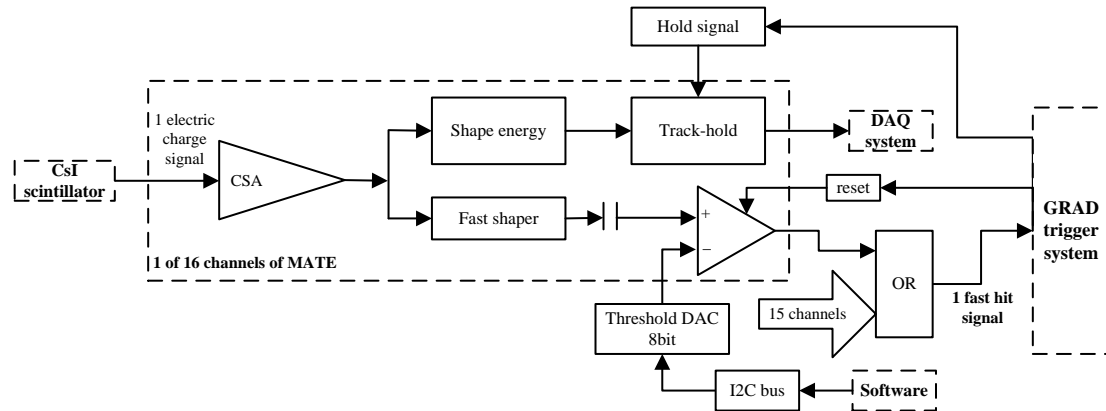 Hold signal
1 electric
charge
signal
Shape energy
Track-hold
DAQ
system
CsI
scintillator
CSA
Fast shaper
+
−
reset
GRAD
trigger
system
1 of 16 channels of MATE
OR
1 fast hit
signal
15 channels
Threshold DAC
8bit
I2C bus
Software